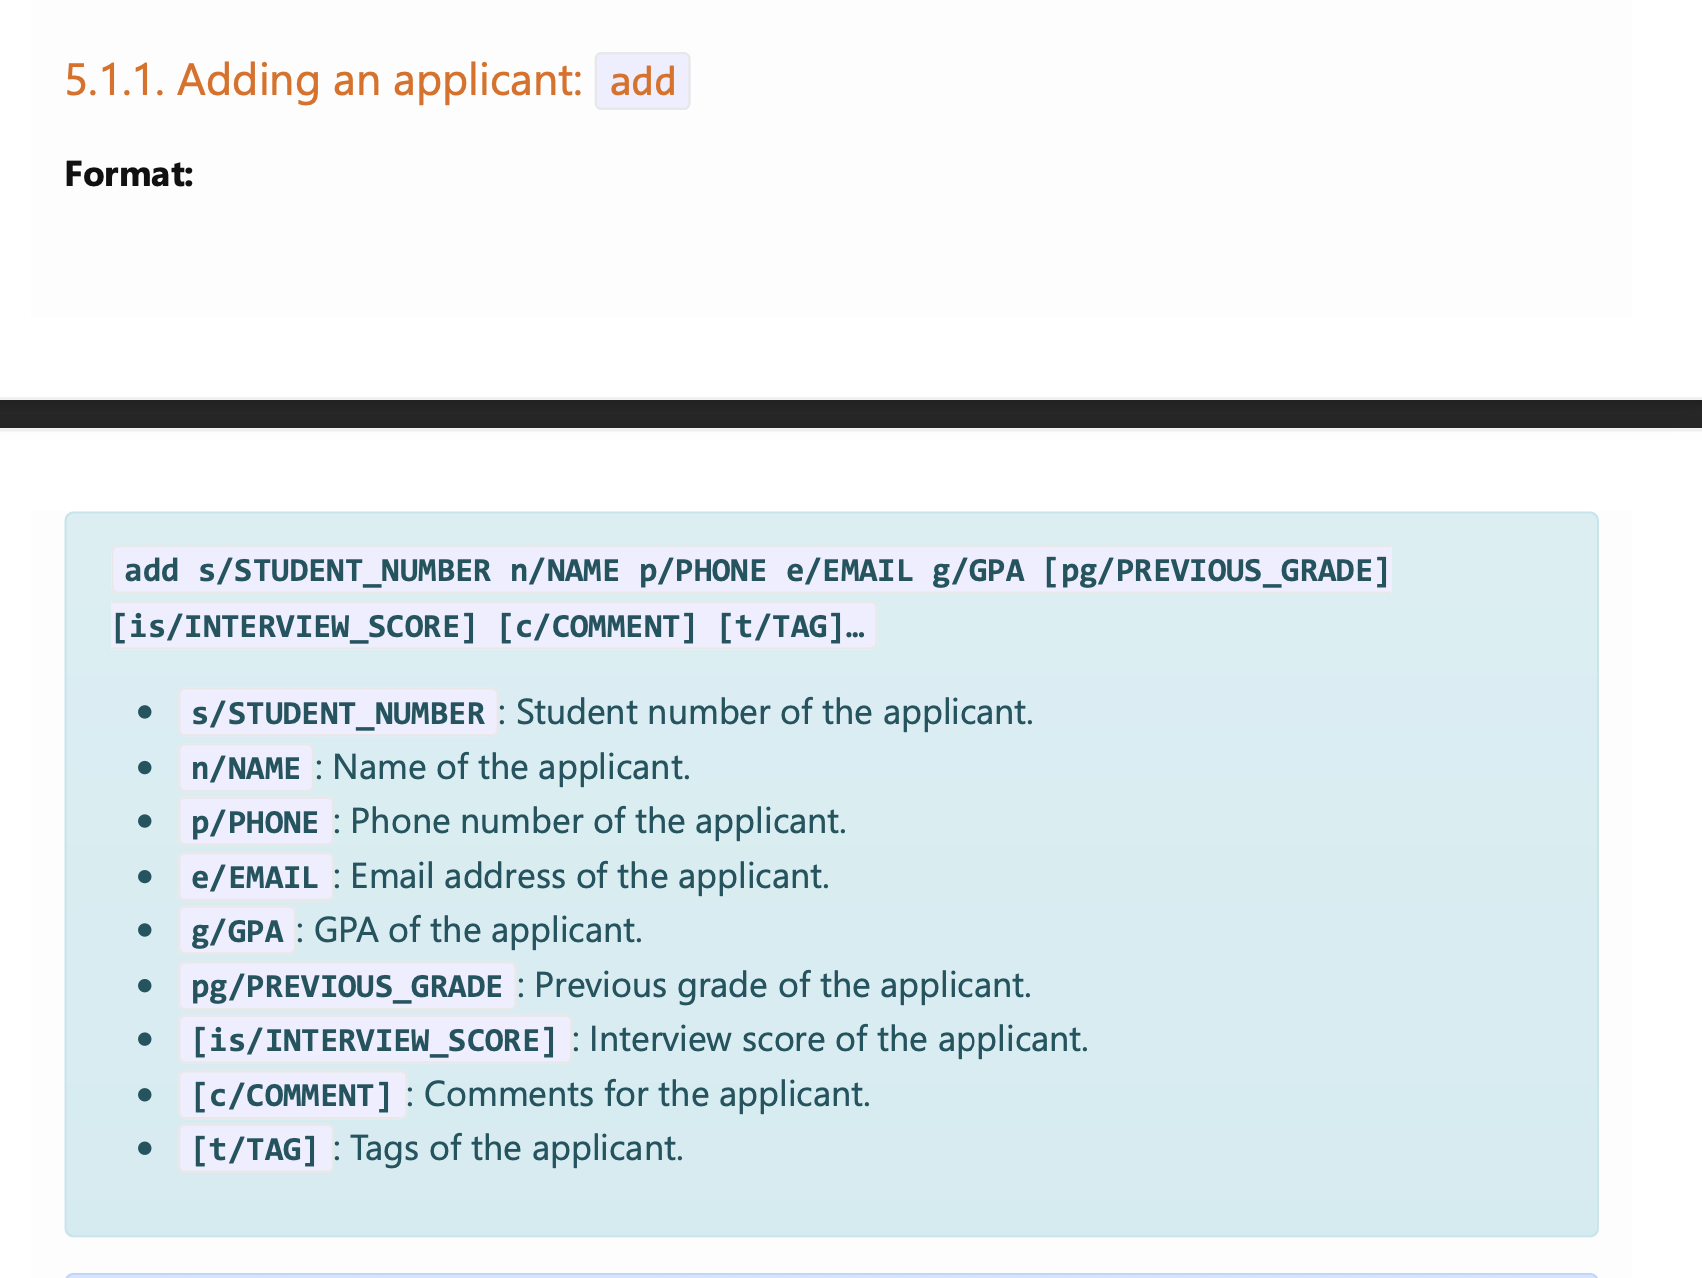 5.1.1. Adding an applicant: add
Format:
add s/STUDENT_NUMBER n/NAME p/PHONE e/EMAIL g/GPA [pg/PREVIOUS_GRADE]
[is/INTERVIEW_SCORE] [c/COMMENT] [t/TAG]…
• s/STUDENT_NUMBER : Student number of the applicant.
• n/NAME : Name of the applicant.
• p/PHONE : Phone number of the applicant.
• e/EMAIL : Email address of the applicant.
• g/GPA : GPA of the applicant.
• pg/PREVIOUS_GRADE : Previous grade of the applicant.
• [is/INTERVIEW_SCORE] : Interview score of the applicant.
• [c/COMMENT] : Comments for the applicant.
• [t/TAG] : Tags of the applicant.